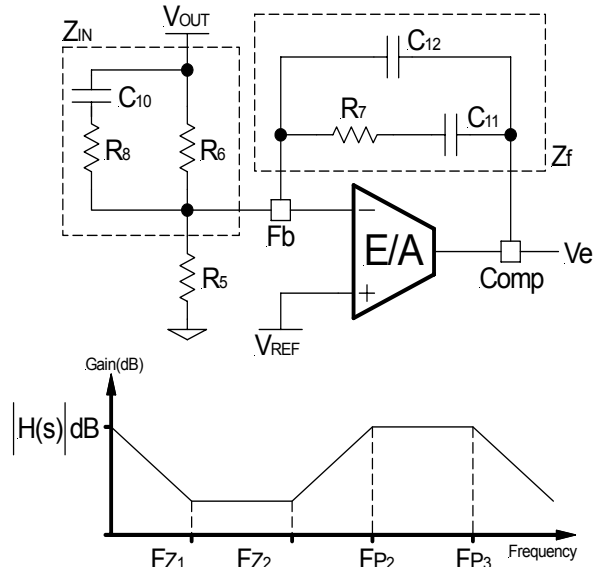 ZIN
VOUT
C12
C10
R7
C11
R8
R6
Zf
Fb
−
E/A
Ve
R5
+
Comp
VREF
Gain(dB)
|H(s)|dB
FZ1
FZ2
FP2
FP3
Frequency